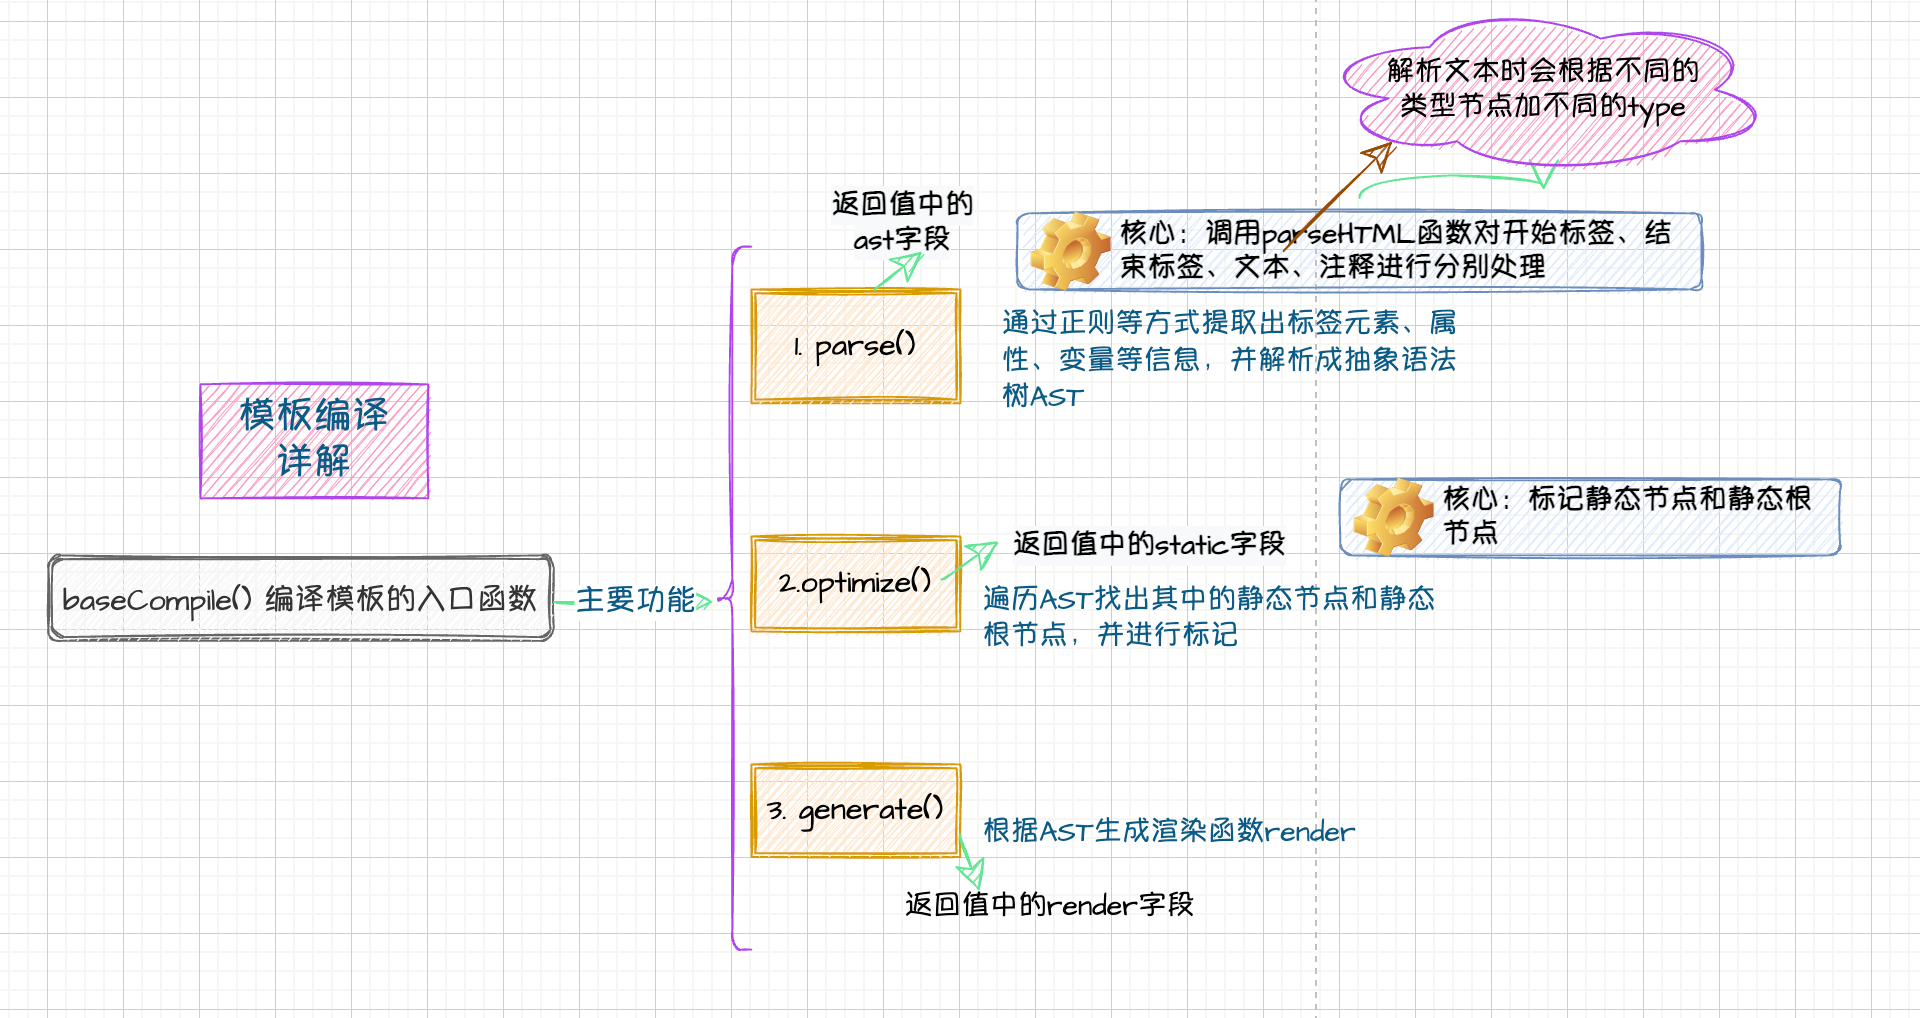 解析文本时会根据不同的
类型节点加不同的type
返回值中的
ast字段
核心：调用parseHTML函数对开始标签、结
束标签、文本、注释进行分别处理
1. parse()
通过正则等方式提取出标签元素、属
性、变量等信息，并解析成抽象语法
树AST
模板编译
详解
核心：标记静态节点和静态根
节点
返回值中的static字段
2.optimize()
遍历AST找出其中的静态节点和静态
根节点，并进行标记
baseCompile() 编译模板的入口函数
主要功能
3. generate()
根据AST生成渲染函数render
返回值中的render字段